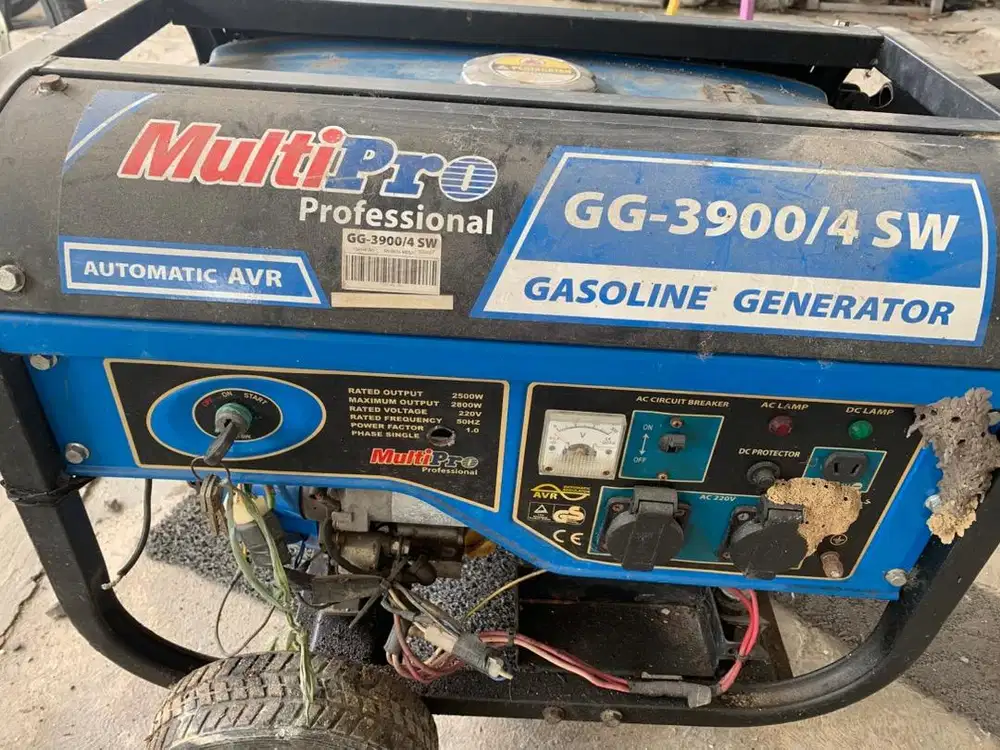 MultiPro
Professional
GG-3900/4 SW
AUTOMATIC AVR
GG-3900/4 SW
GASOLINE GENERATOR
OFF ON START
RATED OUTPUT 2500W
MAXIMUM OUTPUT 2800W
RATED VOLTAGE 220V
RATED FREQUENCY 50HZ
POWER FACTOR 1.0
PHASE SINGLE
MultiPro
Professional
V
AC CIRCUIT BREAKER
ON
OFF
AC LAMP
DC LAMP
DC PROTECTOR
AVR
AC 220V
CE